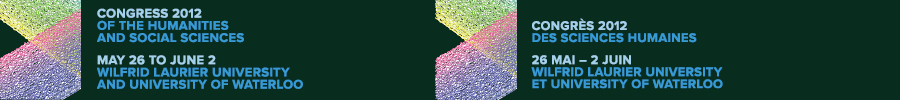 CONGRESS 2012
OF THE HUMANITIES
AND SOCIAL SCIENCES
MAY 26 TO JUNE 2
WILFRID LAURIER UNIVERSITY
AND UNIVERSITY OF WATERLOO
CONGRÈS 2012
DES SCIENCES HUMAINES
26 MAI – 2 JUIN
WILFRID LAURIER UNIVERSITY
ET UNIVERSITY OF WATERLOO